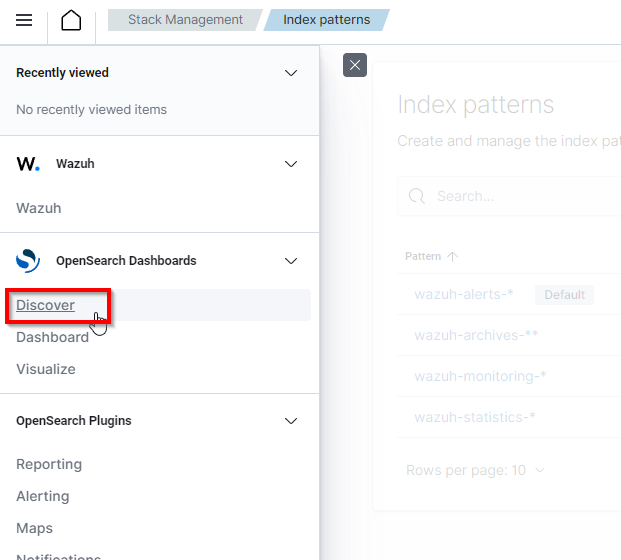 Stack Management
Index patterns
Recently viewed
No recently viewed items
W. Wazuh
Wazuh
OpenSearch Dashboards
Discover
Dashboard
Visualize
OpenSearch Plugins
Reporting
Alerting
Maps
Notifications
Index patterns
Create and manage the index pat
Search...
Pattern
wazuh-alerts-* Default
wazuh-archives-**
wazuh-monitoring-*
wazuh-statistics-*
Rows per page: 10